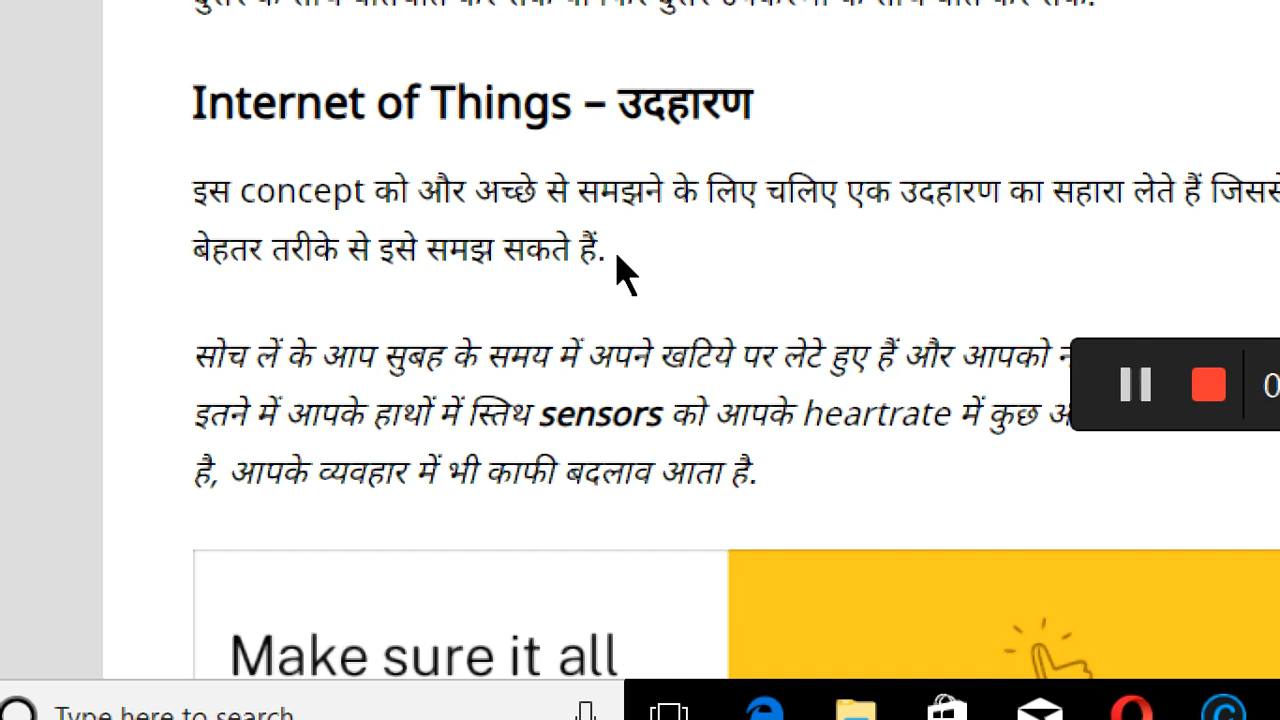 Internet of Things – उदहारण
इस concept को और अच्छे से समझने के लिए चलिए एक उदहारण का सहारा लेते हैं जिससे
बेहतर तरीके से इसे समझ सकते हैं.
सोच लें के आप सुबह के समय में अपने खटिये पर लेटे हुए हैं और आपको
इतने में आपके हाथों में स्तिथ sensors को आपके heartrate में कुछ
है, आपके व्यवहार में भी काफी बदलाव आता है.
Make sure it all
Type here to search